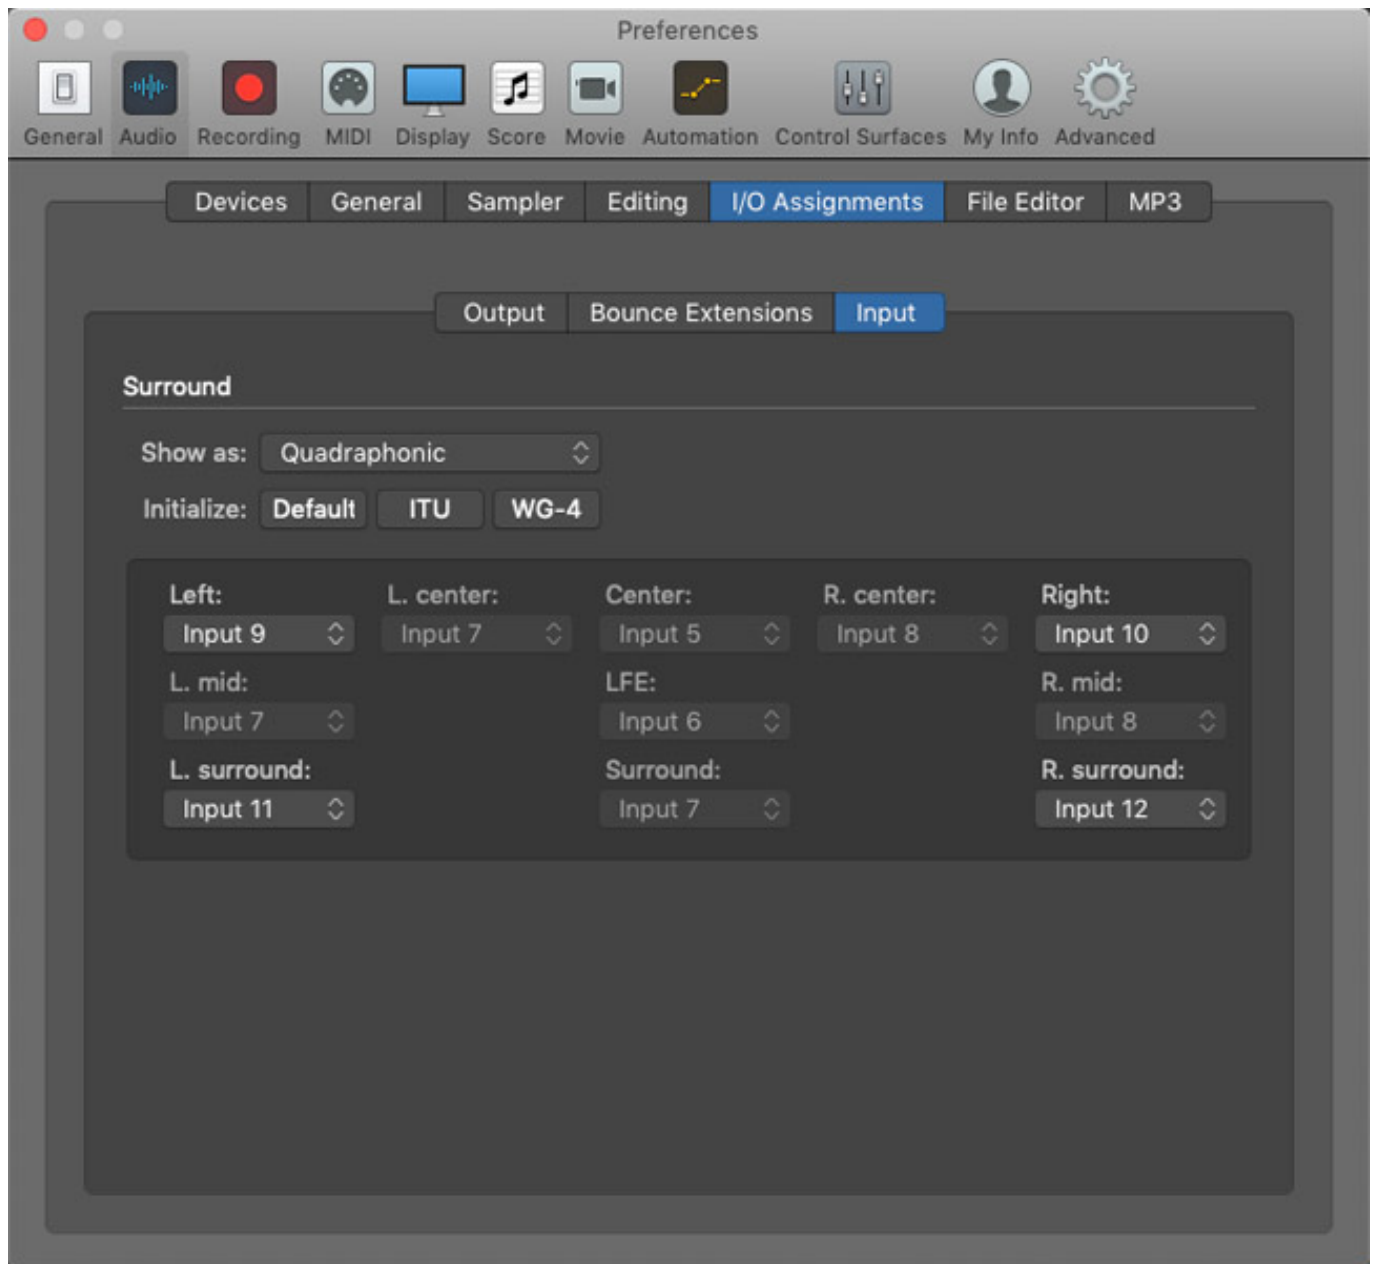 Preferences
General Audio Recording MIDI Display Score Movie Automation Control Surfaces My Info Advanced
Devices General Sampler Editing I/O Assignments File Editor MP3
Output Bounce Extensions Input
Surround
Show as: Quadraphonic
Initialize: Default ITU WG-4
Left: L. center: Center: R. center: Right:
Input 9 Input 7 Input 5 Input 8 Input 10
L. mid: LFE: R. mid:
Input 7 Input 6 Input 8
L. surround: Surround: R. surround:
Input 11 Input 7 Input 12